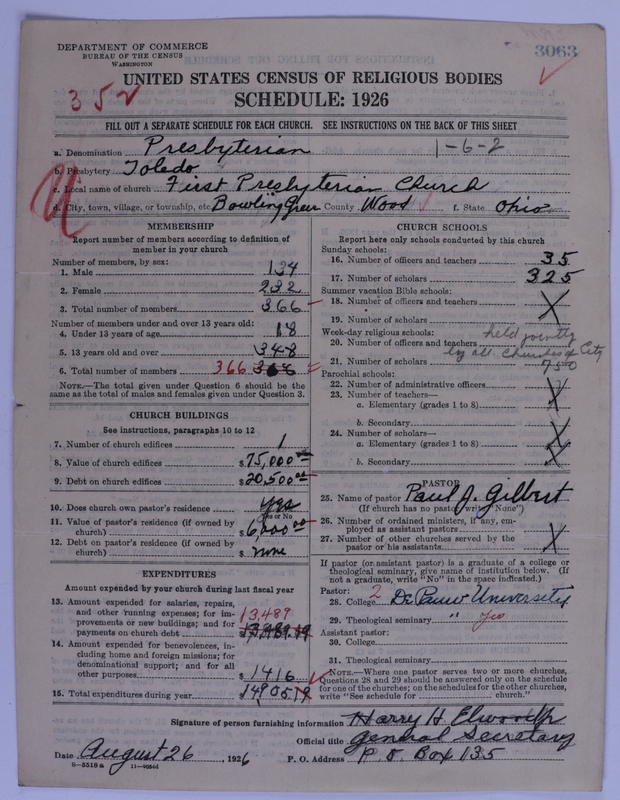 DEPARTMENT OF COMMERCE
BUREAU OF THE CENSUS
WASHINGTON
3063
UNITED STATES CENSUS OF RELIGIOUS BODIES
SCHEDULE: 1926
352
FILL OUT A SEPARATE SCHEDULE FOR EACH CHURCH. SEE INSTRUCTIONS ON THE BACK OF THIS SHEET
a. Denomination Presbyterian 1-6-2
b. Presbytery Toledo
c. Local name of church First Presbyterian Church
d. City, town, village, or township, etc. Bowling Green County Wood f. State Ohio
MEMBERSHIP
Report number of members according to definition of
member in your church
Number of members, by sex:
1. Male 134
2. Female 232
3. Total number of members 366
Number of members under and over 13 years old:
4. Under 13 years of age 18
5. 13 years old and over 348
6. Total number of members 366
NOTE.—The total given under Question 6 should be the
same as the total of males and females given under Question 3.
CHURCH BUILDINGS
See instructions, paragraphs 10 to 12
7. Number of church edifices 1
8. Value of church edifices $75,000.00
9. Debt on church edifices $20,500.00
10. Does church own pastor's residence yes
Yes or No
11. Value of pastor's residence (if owned by
church) $6,000.00
12. Debt on pastor's residence (if owned by
church) $ none
EXPENDITURES
Amount expended by your church during last fiscal year
13. Amount expended for salaries, repairs,
and other running expenses; for im-
provements or new buildings; and for
payments on church debt 13,489 $13,489.19
14. Amount expended for benevolences, in-
cluding home and foreign missions; for
denominational support; and for all
other purposes $1416
15. Total expenditures during year $14905.19
CHURCH SCHOOLS
Report here only schools conducted by this church
Sunday schools:
16. Number of officers and teachers 35
17. Number of scholars 325
Summer vacation Bible schools:
18. Number of officers and teachers X
19. Number of scholars
Week-day religious schools:
20. Number of officers and teachers held jointly
by all Churches of City
21. Number of scholars 750
Parochial schools:
22. Number of administrative officers
23. Number of teachers—
a. Elementary (grades 1 to 8) X
b. Secondary
24. Number of scholars—
a. Elementary (grades 1 to 8) X
b. Secondary X
PASTOR
25. Name of pastor Paul J. Gilbert
(If church has no pastor, write "None")
26. Number of ordained ministers, if any, em-
ployed as assistant pastors
27. Number of other churches served by the
pastor or his assistants X
If pastor (or assistant pastor) is a graduate of a college or
theological seminary, give name of institution below. (If
not a graduate, write "No" in the space indicated.)
Pastor:
28. College 2 De Pauw University
29. Theological seminary " yes
Assistant pastor:
30. College
31. Theological seminary
NOTE.—Where one pastor serves two or more churches,
Questions 28 and 29 should be answered only on the schedule
for one of the churches; on the schedules for the other churches,
write "See schedule for church."
Signature of person furnishing information Harry H
Official title General Secretary
Date August 26, 1926 P. O. Address P. O. Box 135
8-5518a